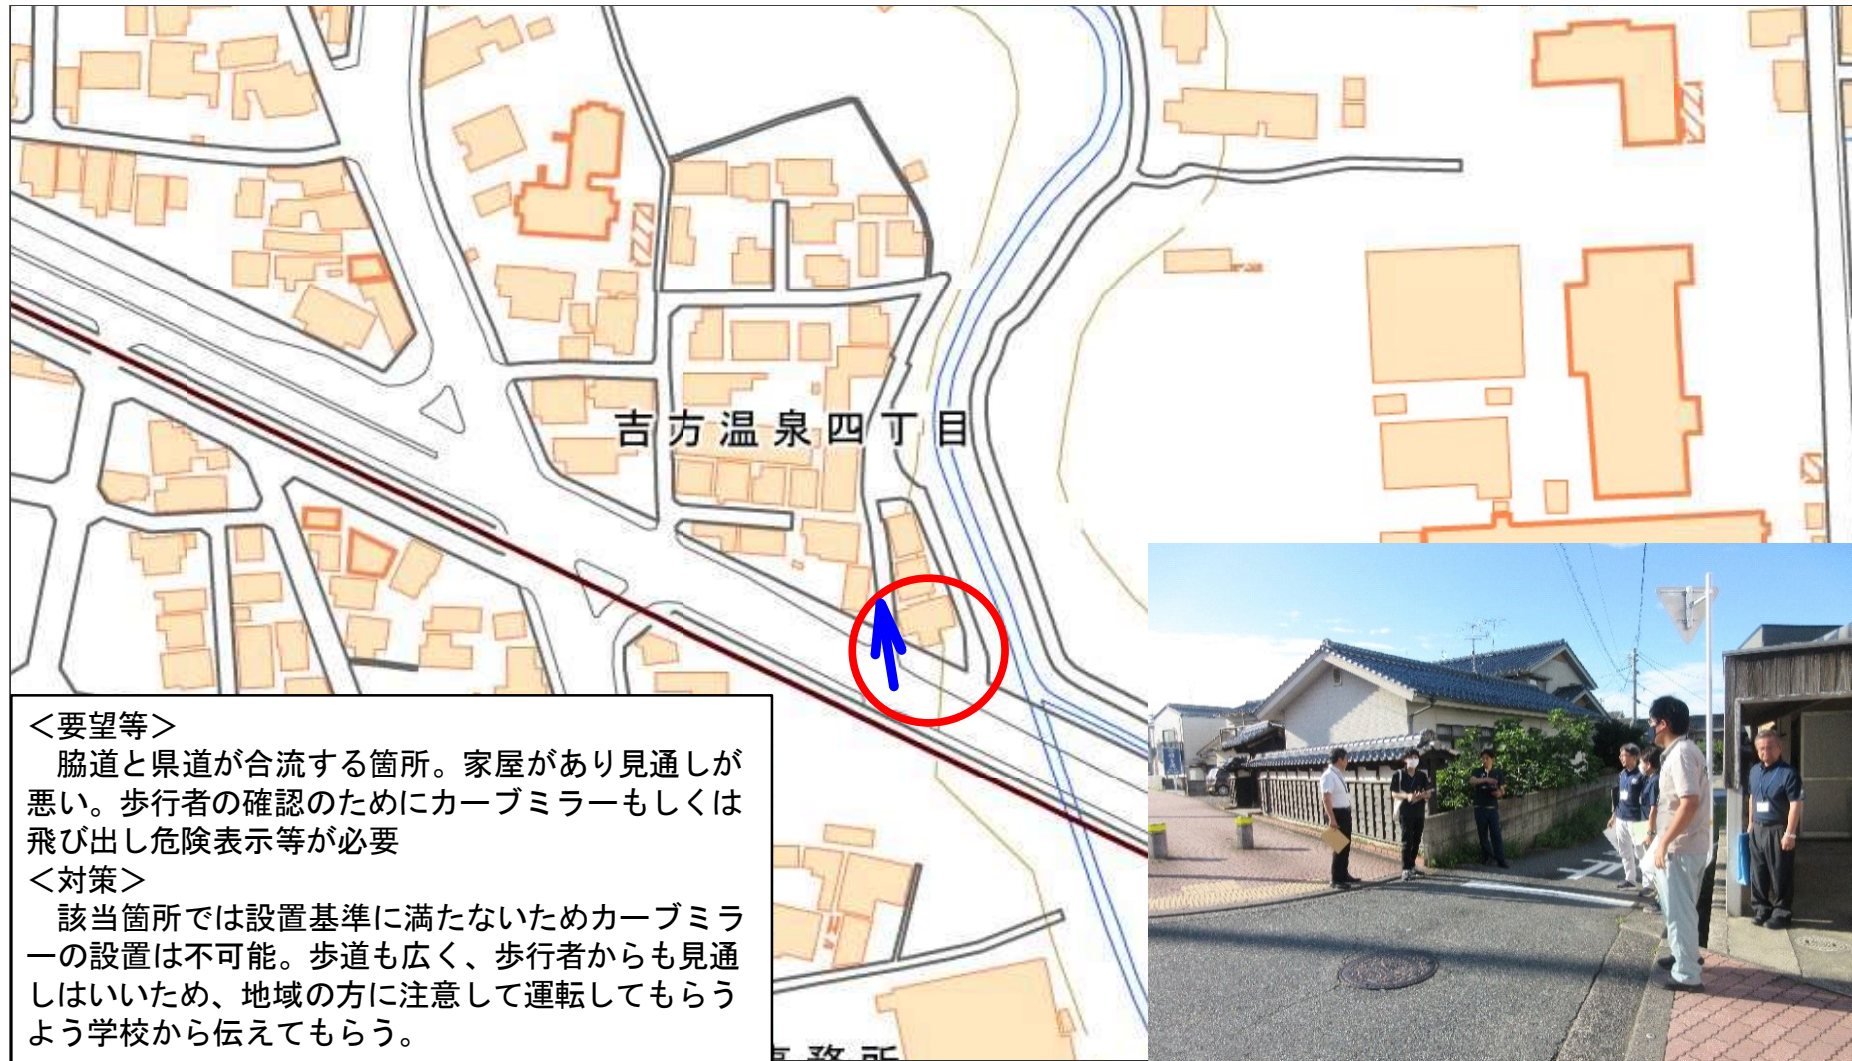 吉方温泉四丁目
＜要望等＞
　脇道と県道が合流する箇所。家屋があり見通しが
悪い。歩行者の確認のためにカーブミラーもしくは
飛び出し危険表示等が必要
＜対策＞
　該当箇所では設置基準に満たないためカーブミラ
ーの設置は不可能。歩道も広く、歩行者からも見通
しはいいため、地域の方に注意して運転してもらう
よう学校から伝えてもらう。
事務所